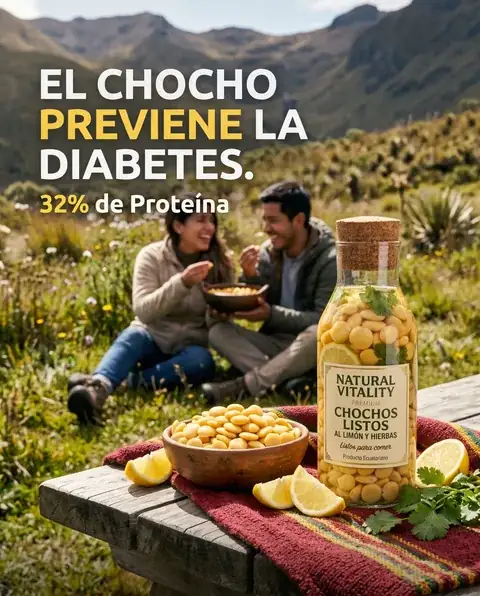 EL CHOCHO
PREVIENE LA
DIABETES.
32% de Proteína
NATURAL
VITALITY
PREMIUM
CHOCHOS
LISTOS
AL LIMÓN Y HIERBAS
Listos para comer
Producto Ecuatoriano